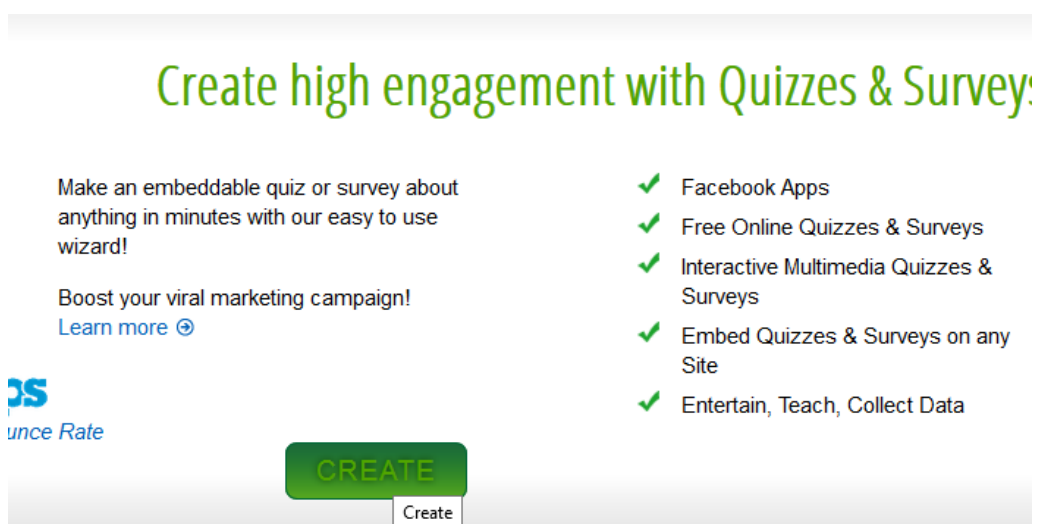 Create high engagement with Quizzes & Surveys
Make an embeddable quiz or survey about
anything in minutes with our easy to use
wizard!
Boost your viral marketing campaign!
Learn more
Facebook Apps
Free Online Quizzes & Surveys
Interactive Multimedia Quizzes &
Surveys
Embed Quizzes & Surveys on any
Site
Entertain, Teach, Collect Data
Rate
CREATE
Create